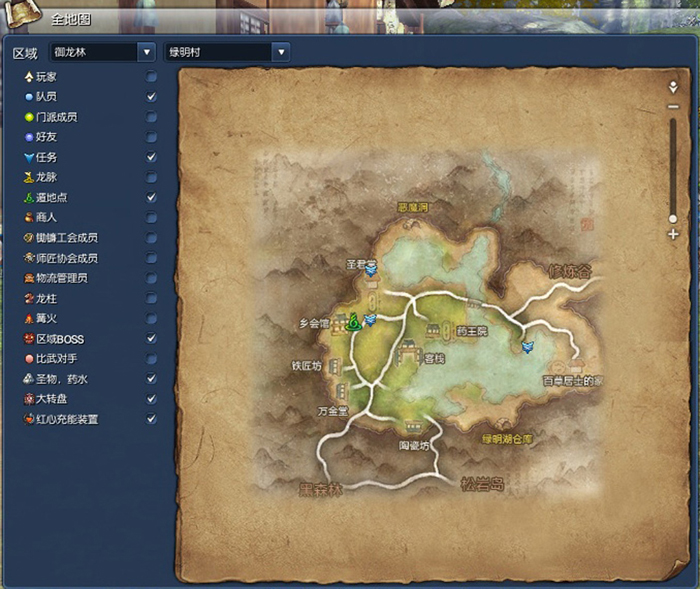 全地图
区域 御龙林 绿明村
玩家
队员
门派成员
好友
任务
龙脉
遁地点
商人
锄镰工会成员
师匠协会成员
物流管理员
龙柱
篝火
区域BOSS
比武对手
圣物，药水
大转盘
红心充能装置
恶魔洞
圣君堂
修炼谷
乡会馆
药王院
客栈
铁匠坊
百草居士的家
万金堂
绿明湖仓库
陶瓷坊
黑森林
松岩岛